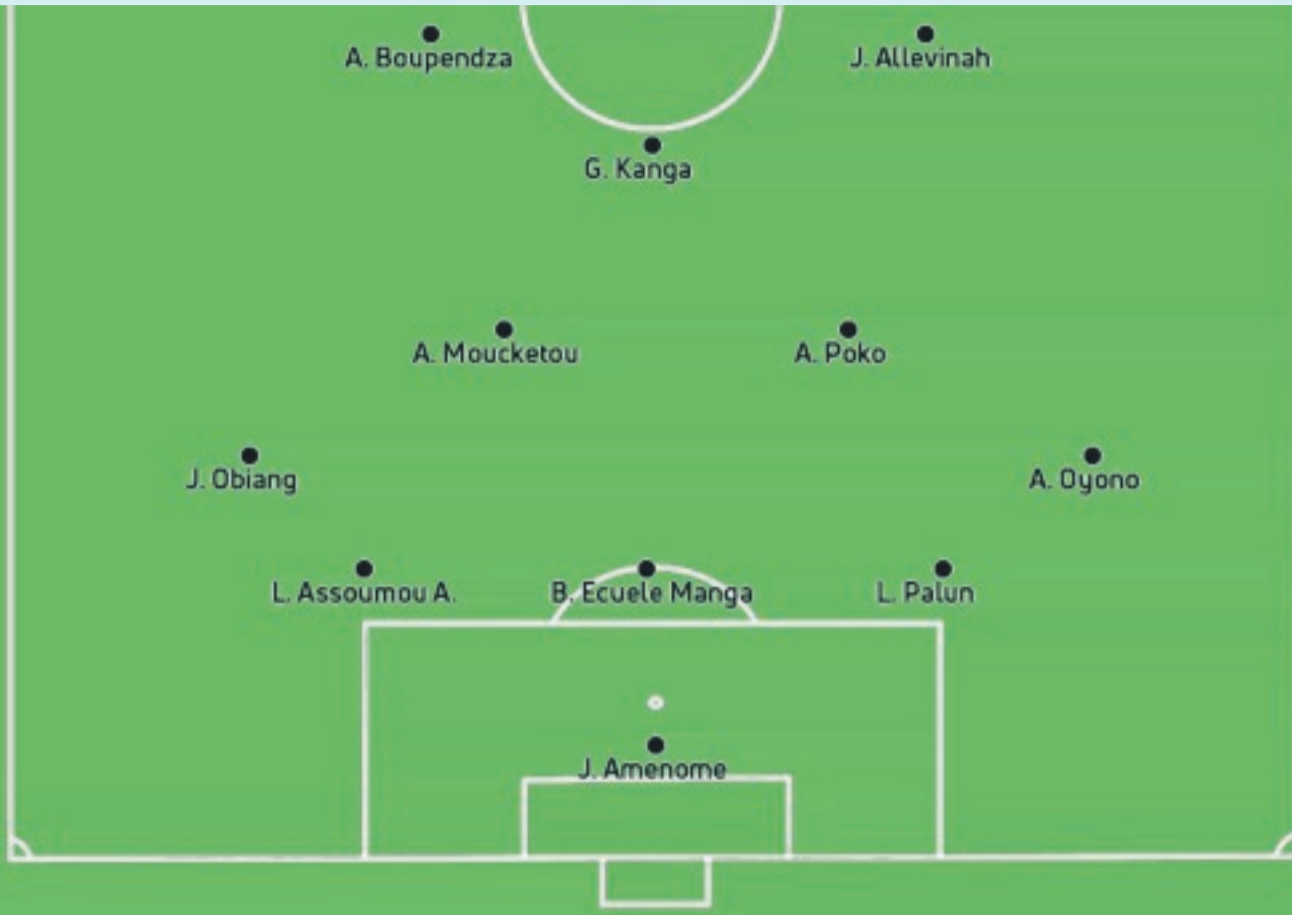 A. Boupendza
J. Allevinah
G. Kanga
A. Moucketou
A. Poko
J. Obiang
A. Oyono
L. Assoumou A.
B. Ecuele Manga
L. Palun
J. Amenome